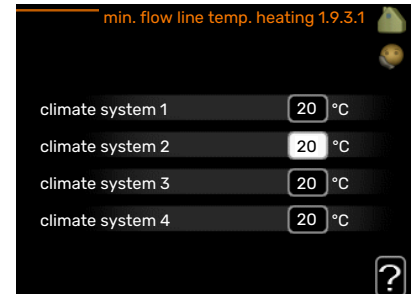 min. flow line temp. heating 1.9.3.1
climate system 1 20 °C
climate system 2 20 °C
climate system 3 20 °C
climate system 4 20 °C
?